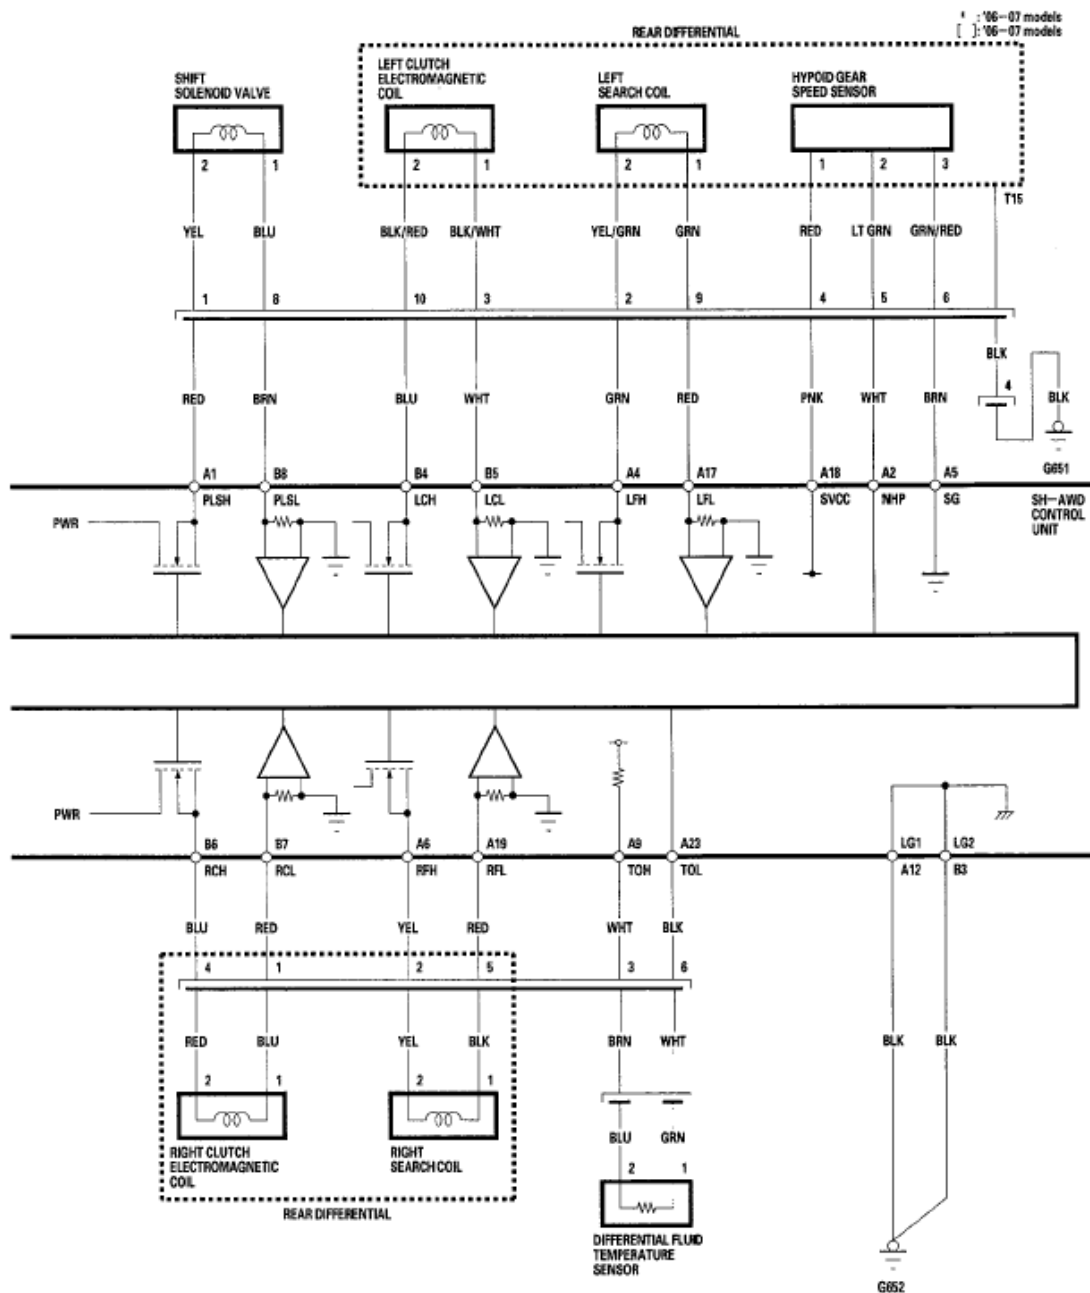 * : '06-07 models
[ ]: '06-07 models
REAR DIFFERENTIAL
SHIFT
SOLENOID VALVE
LEFT CLUTCH
ELECTROMAGNETIC
COIL
LEFT
SEARCH COIL
HYPOID GEAR
SPEED SENSOR
2 1 2 1 2 1 1 2 3
T15
YEL BLU BLK/RED BLK/WHT YEL/GRN GRN RED LT GRN GRN/RED
1 8 10 3 2 9 4 5 6
BLK
4
RED BRN BLU WHT GRN RED PNK WHT BRN BLK
G651
A1 B8 B4 B5 A4 A17 A18 A2 A5
PLSH PLSL LCH LCL LFH LFL SVCC NHP SG
SH-AWD
CONTROL
UNIT
PWR
PWR
B6 B7 A6 A19 A9 A23 LG1 LG2
RCH RCL RFH RFL TOH TOL A12 B3
BLU RED YEL RED WHT BLK
4 1 2 5 3 6
RED BLU YEL BLK BRN WHT BLK BLK
2 1 2 1
BLU GRN
RIGHT CLUTCH
ELECTROMAGNETIC
COIL
RIGHT
SEARCH COIL
2 1
REAR DIFFERENTIAL
DIFFERENTIAL FLUID
TEMPERATURE
SENSOR
G652